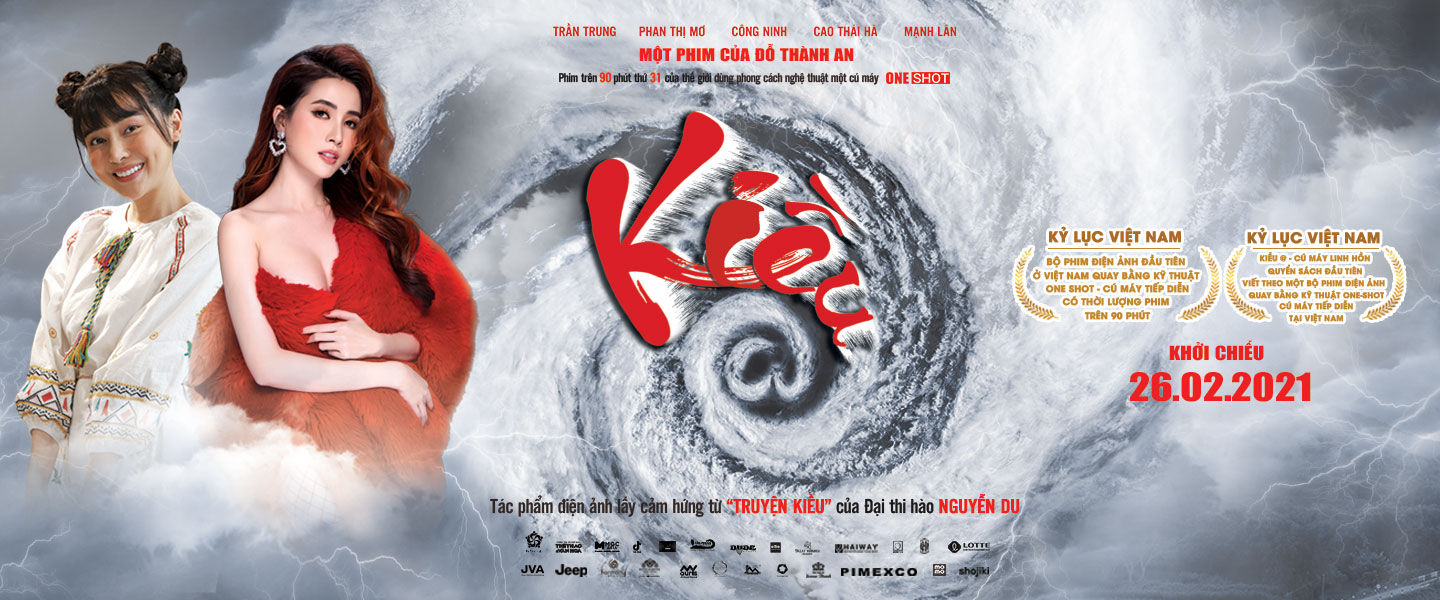 TRẦN TRUNG PHAN THỊ MƠ CÔNG NINH CAO THÁI HÀ MẠNH LÂN
MỘT PHIM CỦA ĐỖ THÀNH AN
Phim trên 90 phút thứ 31 của thế giới dùng phong cách nghệ thuật một cú máy ONE SHOT
Kiều
@
KỶ LỤC VIỆT NAM
BỘ PHIM ĐIỆN ẢNH ĐẦU TIÊN
Ở VIỆT NAM QUAY BẰNG KỸ THUẬT
ONE SHOT - CÚ MÁY TIẾP DIỄN
CÓ THỜI LƯỢNG PHIM
TRÊN 90 PHÚT
KỶ LỤC VIỆT NAM
KIỀU @ - CÚ MÁY LINH HỒN
QUYỂN SÁCH ĐẦU TIÊN
VIẾT THEO MỘT BỘ PHIM ĐIỆN ẢNH
QUAY BẰNG KỸ THUẬT ONE-SHOT
CÚ MÁY TIẾP DIỄN
TẠI VIỆT NAM
KHỞI CHIẾU
26.02.2021
Tác phẩm điện ảnh lấy cảm hứng từ “TRUYỆN KIỀU” của Đại thi hào NGUYỄN DU
DUDE HAIWAY LOTTE
JVA Jeep PIMEXCO mo mo shojiki